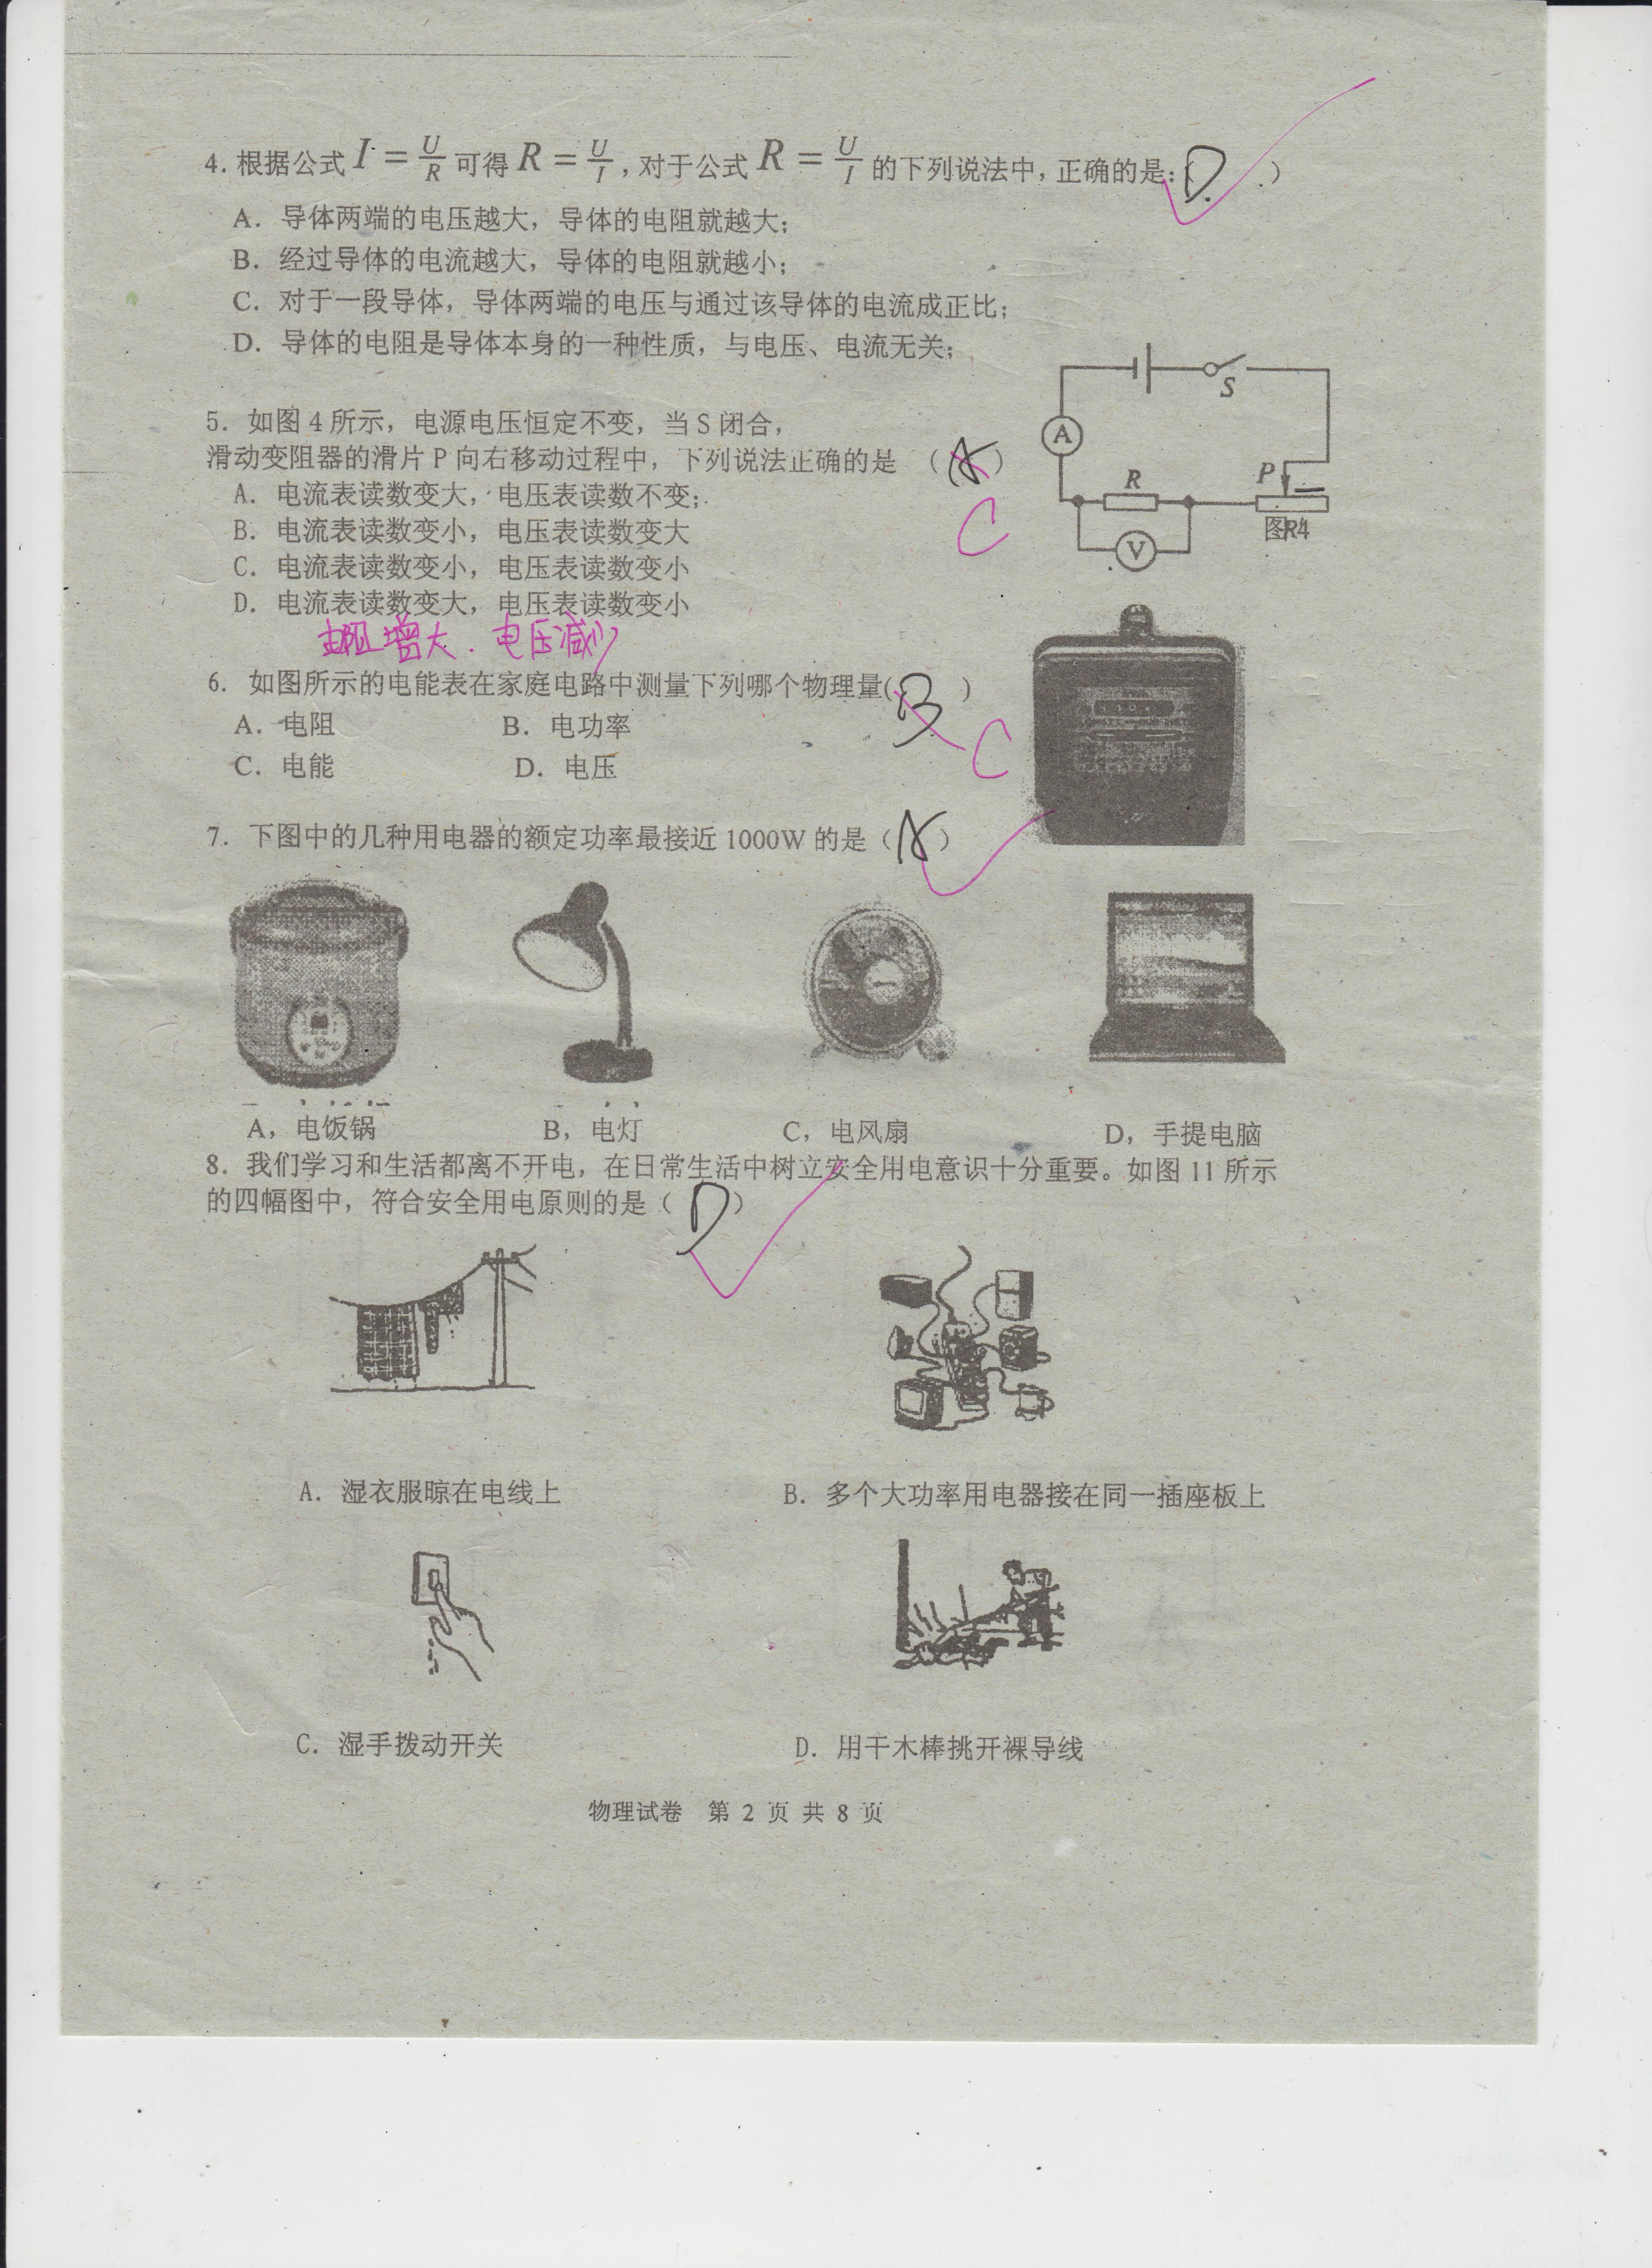 4. 根据公式 I = U/R 可得 R = U/I, 对于公式 R = U/I 的下列说法中, 正确的是:( D )
A. 导体两端的电压越大，导体的电阻就越大；
B. 经过导体的电流越大，导体的电阻就越小；
C. 对于一段导体，导体两端的电压与通过该导体的电流成正比；
D. 导体的电阻是导体本身的一种性质，与电压、电流无关；
S
5. 如图 4 所示，电源电压恒定不变，当 S 闭合，
A
滑动变阻器的滑片 P 向右移动过程中，下列说法正确的是 （ A ）
C
P
R
A. 电流表读数变大，电压表读数不变；
B. 电流表读数变小，电压表读数变大
图R4
V
C. 电流表读数变小，电压表读数变小
D. 电流表读数变大，电压表读数变小
电阻增大. 电压减少
6. 如图所示的电能表在家庭电路中测量下列哪个物理量( B )
C
A. 电阻 B. 电功率
C. 电能 D. 电压
7. 下图中的几种用电器的额定功率最接近 1000W 的是（ A ）
A，电饭锅 B，电灯 C，电风扇 D，手提电脑
8. 我们学习和生活都离不开电，在日常生活中树立安全用电意识十分重要。如图 11 所示
的四幅图中，符合安全用电原则的是（ D ）
A. 湿衣服晾在电线上 B. 多个大功率用电器接在同一插座板上
C. 湿手拨动开关 D. 用干木棒挑开裸导线
物理试卷 第 2 页 共 8 页